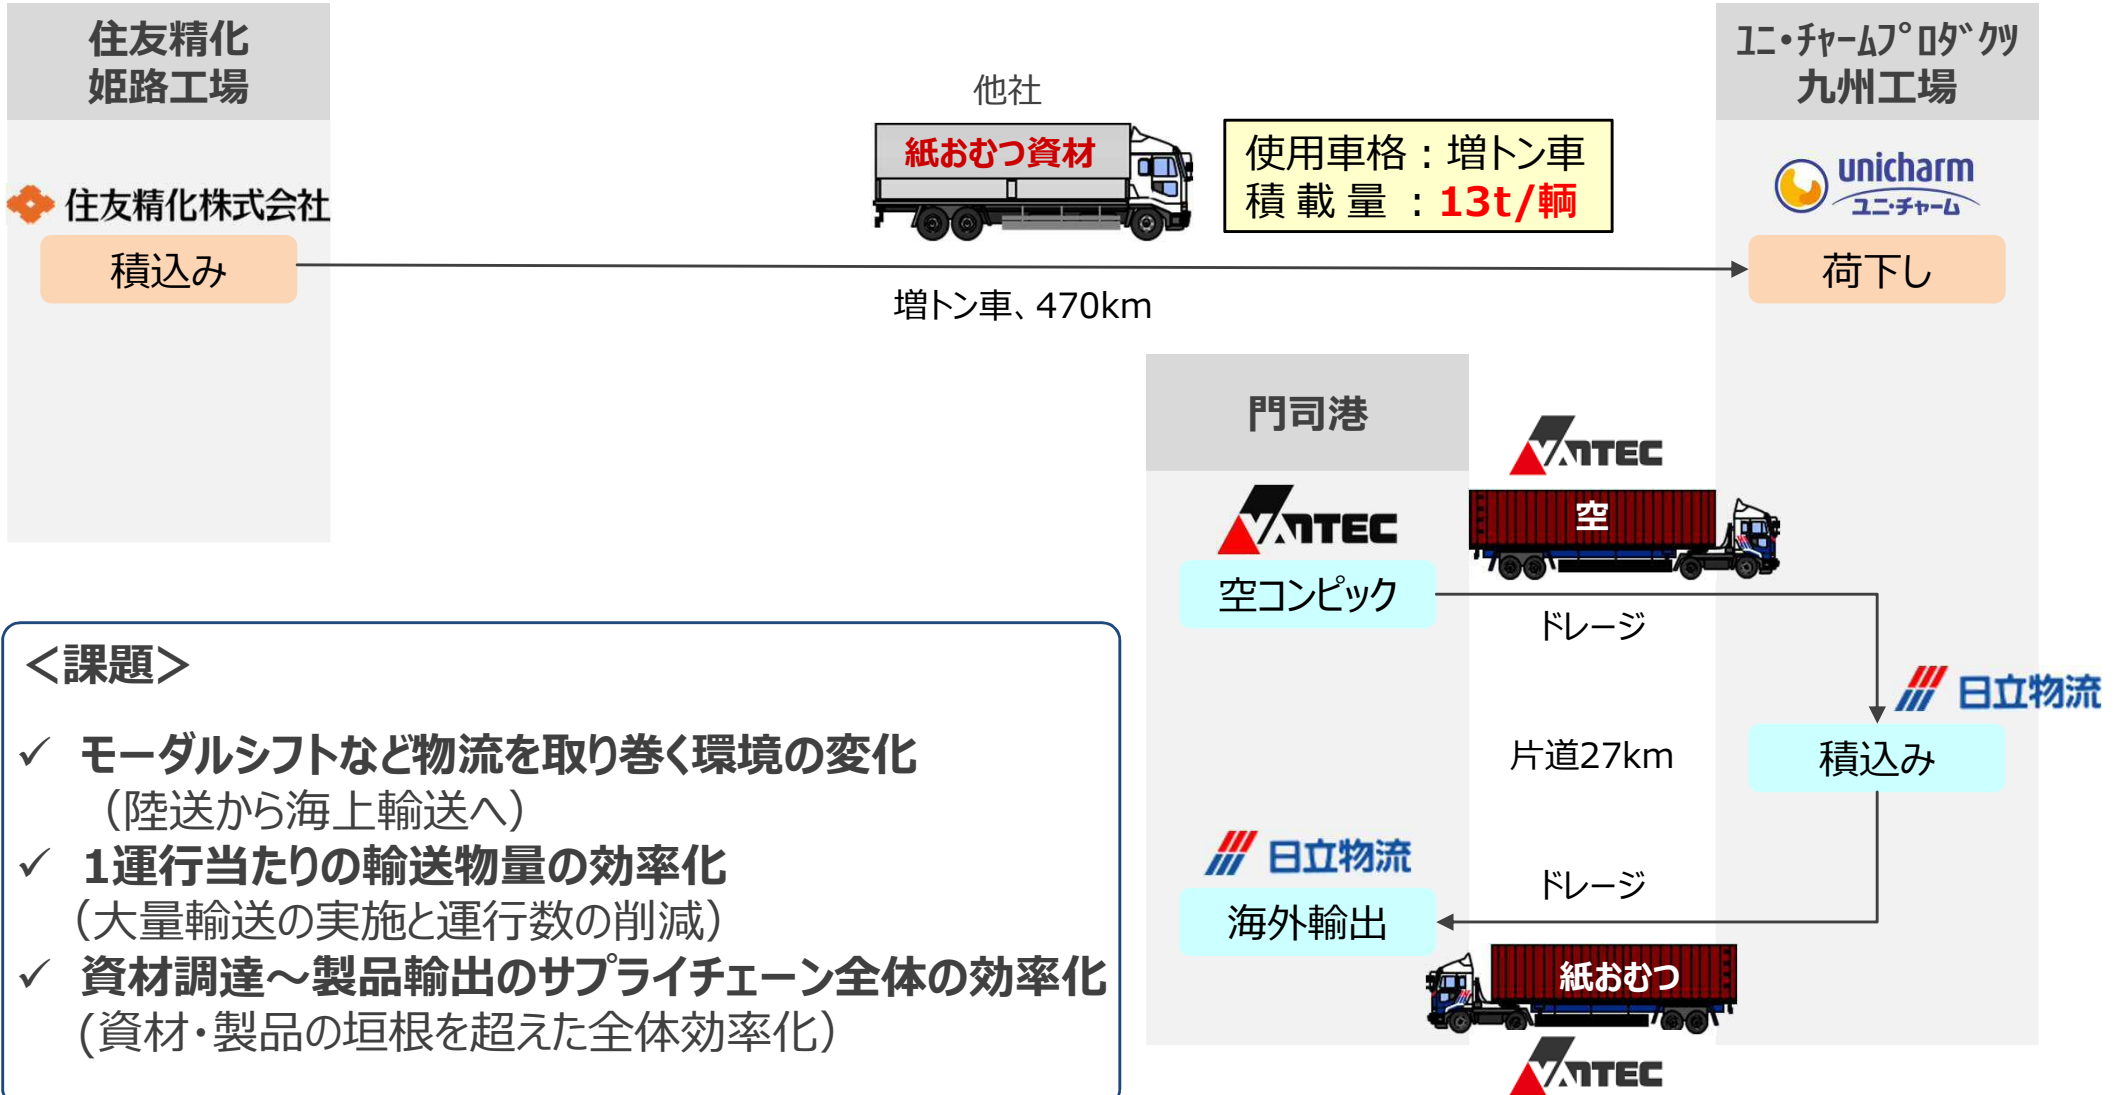 住友精化
姫路工場
住友精化株式会社
積込み
他社
紙おむつ資材
使用車格：増トン車
積 載 量 ：13t/輌
増トン車、470km
ﾕﾆ・ﾁｬｰﾑﾌﾟﾛﾀﾞｸﾂ
九州工場
unicharm
ユニ・チャーム
荷下し
門司港
VANTEC
空コンピック
VANTEC
空
ドレージ
日立物流
積込み
片道27km
日立物流
海外輸出
ドレージ
紙おむつ
VANTEC
＜課題＞
✓ モーダルシフトなど物流を取り巻く環境の変化
（陸送から海上輸送へ）
✓ 1運行当たりの輸送物量の効率化
（大量輸送の実施と運行数の削減）
✓ 資材調達～製品輸出のサプライチェーン全体の効率化
(資材・製品の垣根を超えた全体効率化）